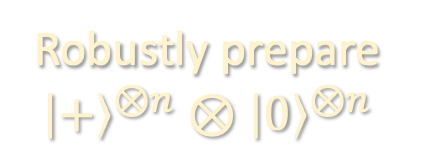 Robustly prepare
|+⟩^{⊗n} ⊗ |0⟩^{⊗n}